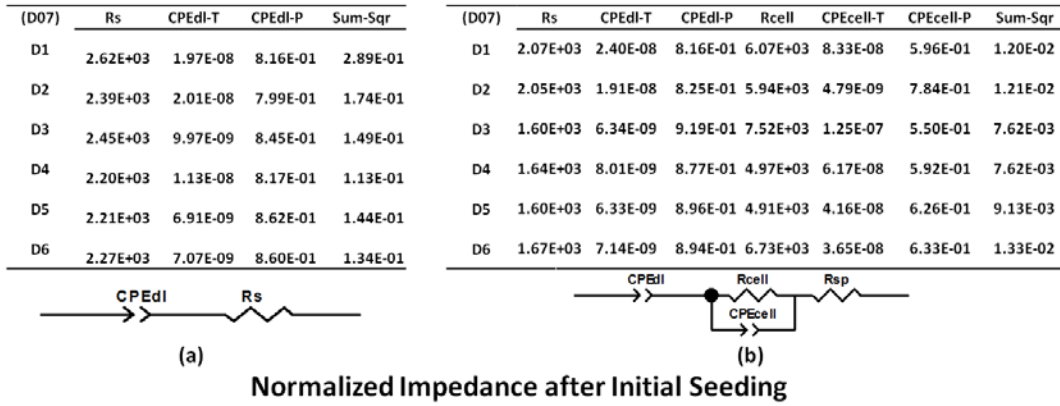 (D07) Rs CPEdl-T CPEdl-P Sum-Sqr
D1 2.62E+03 1.97E-08 8.16E-01 2.89E-01
D2 2.39E+03 2.01E-08 7.99E-01 1.74E-01
D3 2.45E+03 9.97E-09 8.45E-01 1.49E-01
D4 2.20E+03 1.13E-08 8.17E-01 1.13E-01
D5 2.21E+03 6.91E-09 8.62E-01 1.44E-01
D6 2.27E+03 7.07E-09 8.60E-01 1.34E-01
CPEdl Rs
(a)
(D07) Rs CPEdl-T CPEdl-P Rcell CPEcell-T CPEcell-P Sum-Sqr
D1 2.07E+03 2.40E-08 8.16E-01 6.07E+03 8.33E-08 5.96E-01 1.20E-02
D2 2.05E+03 1.91E-08 8.25E-01 5.94E+03 4.79E-09 7.84E-01 1.21E-02
D3 1.60E+03 6.34E-09 9.19E-01 7.52E+03 1.25E-07 5.50E-01 7.62E-03
D4 1.64E+03 8.01E-09 8.77E-01 4.97E+03 6.17E-08 5.92E-01 7.62E-03
D5 1.60E+03 6.33E-09 8.96E-01 4.91E+03 4.16E-08 6.26E-01 9.13E-03
D6 1.67E+03 7.14E-09 8.94E-01 6.73E+03 3.65E-08 6.33E-01 1.33E-02
CPEdl Rcell Rsp
CPEcell
(b)
Normalized Impedance after Initial Seeding